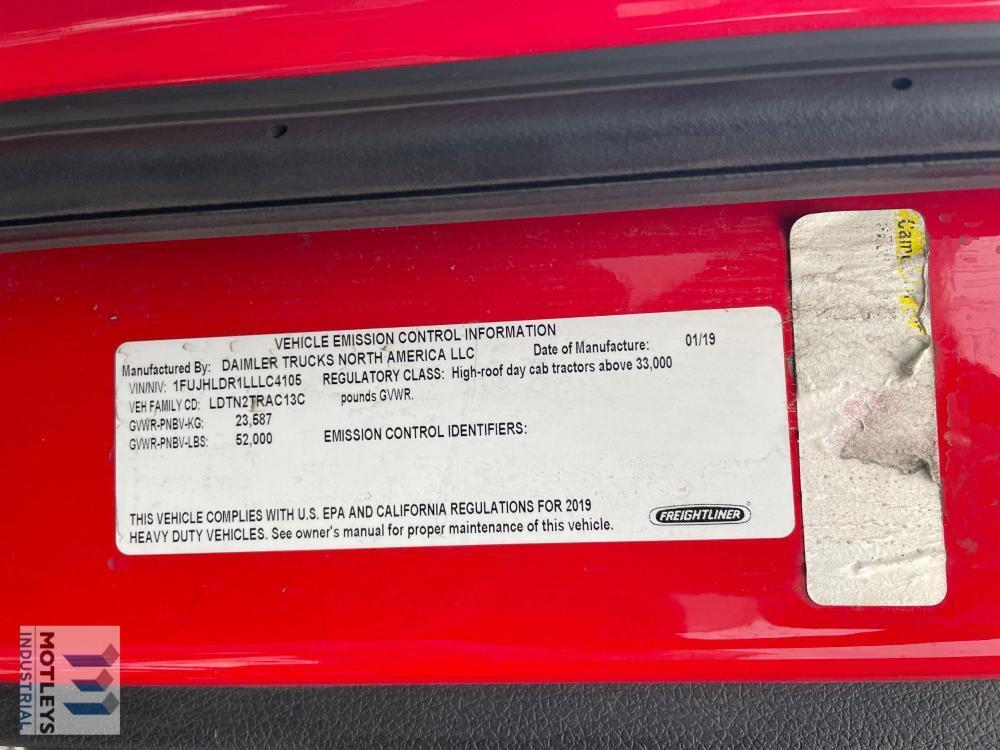 VEHICLE EMISSION CONTROL INFORMATION
Manufactured By: DAIMLER TRUCKS NORTH AMERICA LLC Date of Manufacture: 01/19
VIN/NIV: 1FUJHLDR1LLLC4105 REGULATORY CLASS: High-roof day cab tractors above 33,000
VEH FAMILY CD: LDTN2TRAC13C pounds GVWR.
GVWR-PNBV-KG: 23,587
GVWR-PNBV-LBS: 52,000 EMISSION CONTROL IDENTIFIERS:
THIS VEHICLE COMPLIES WITH U.S. EPA AND CALIFORNIA REGULATIONS FOR 2019
HEAVY DUTY VEHICLES. See owner's manual for proper maintenance of this vehicle.
FREIGHTLINER
MOTLEYS
INDUSTRIAL